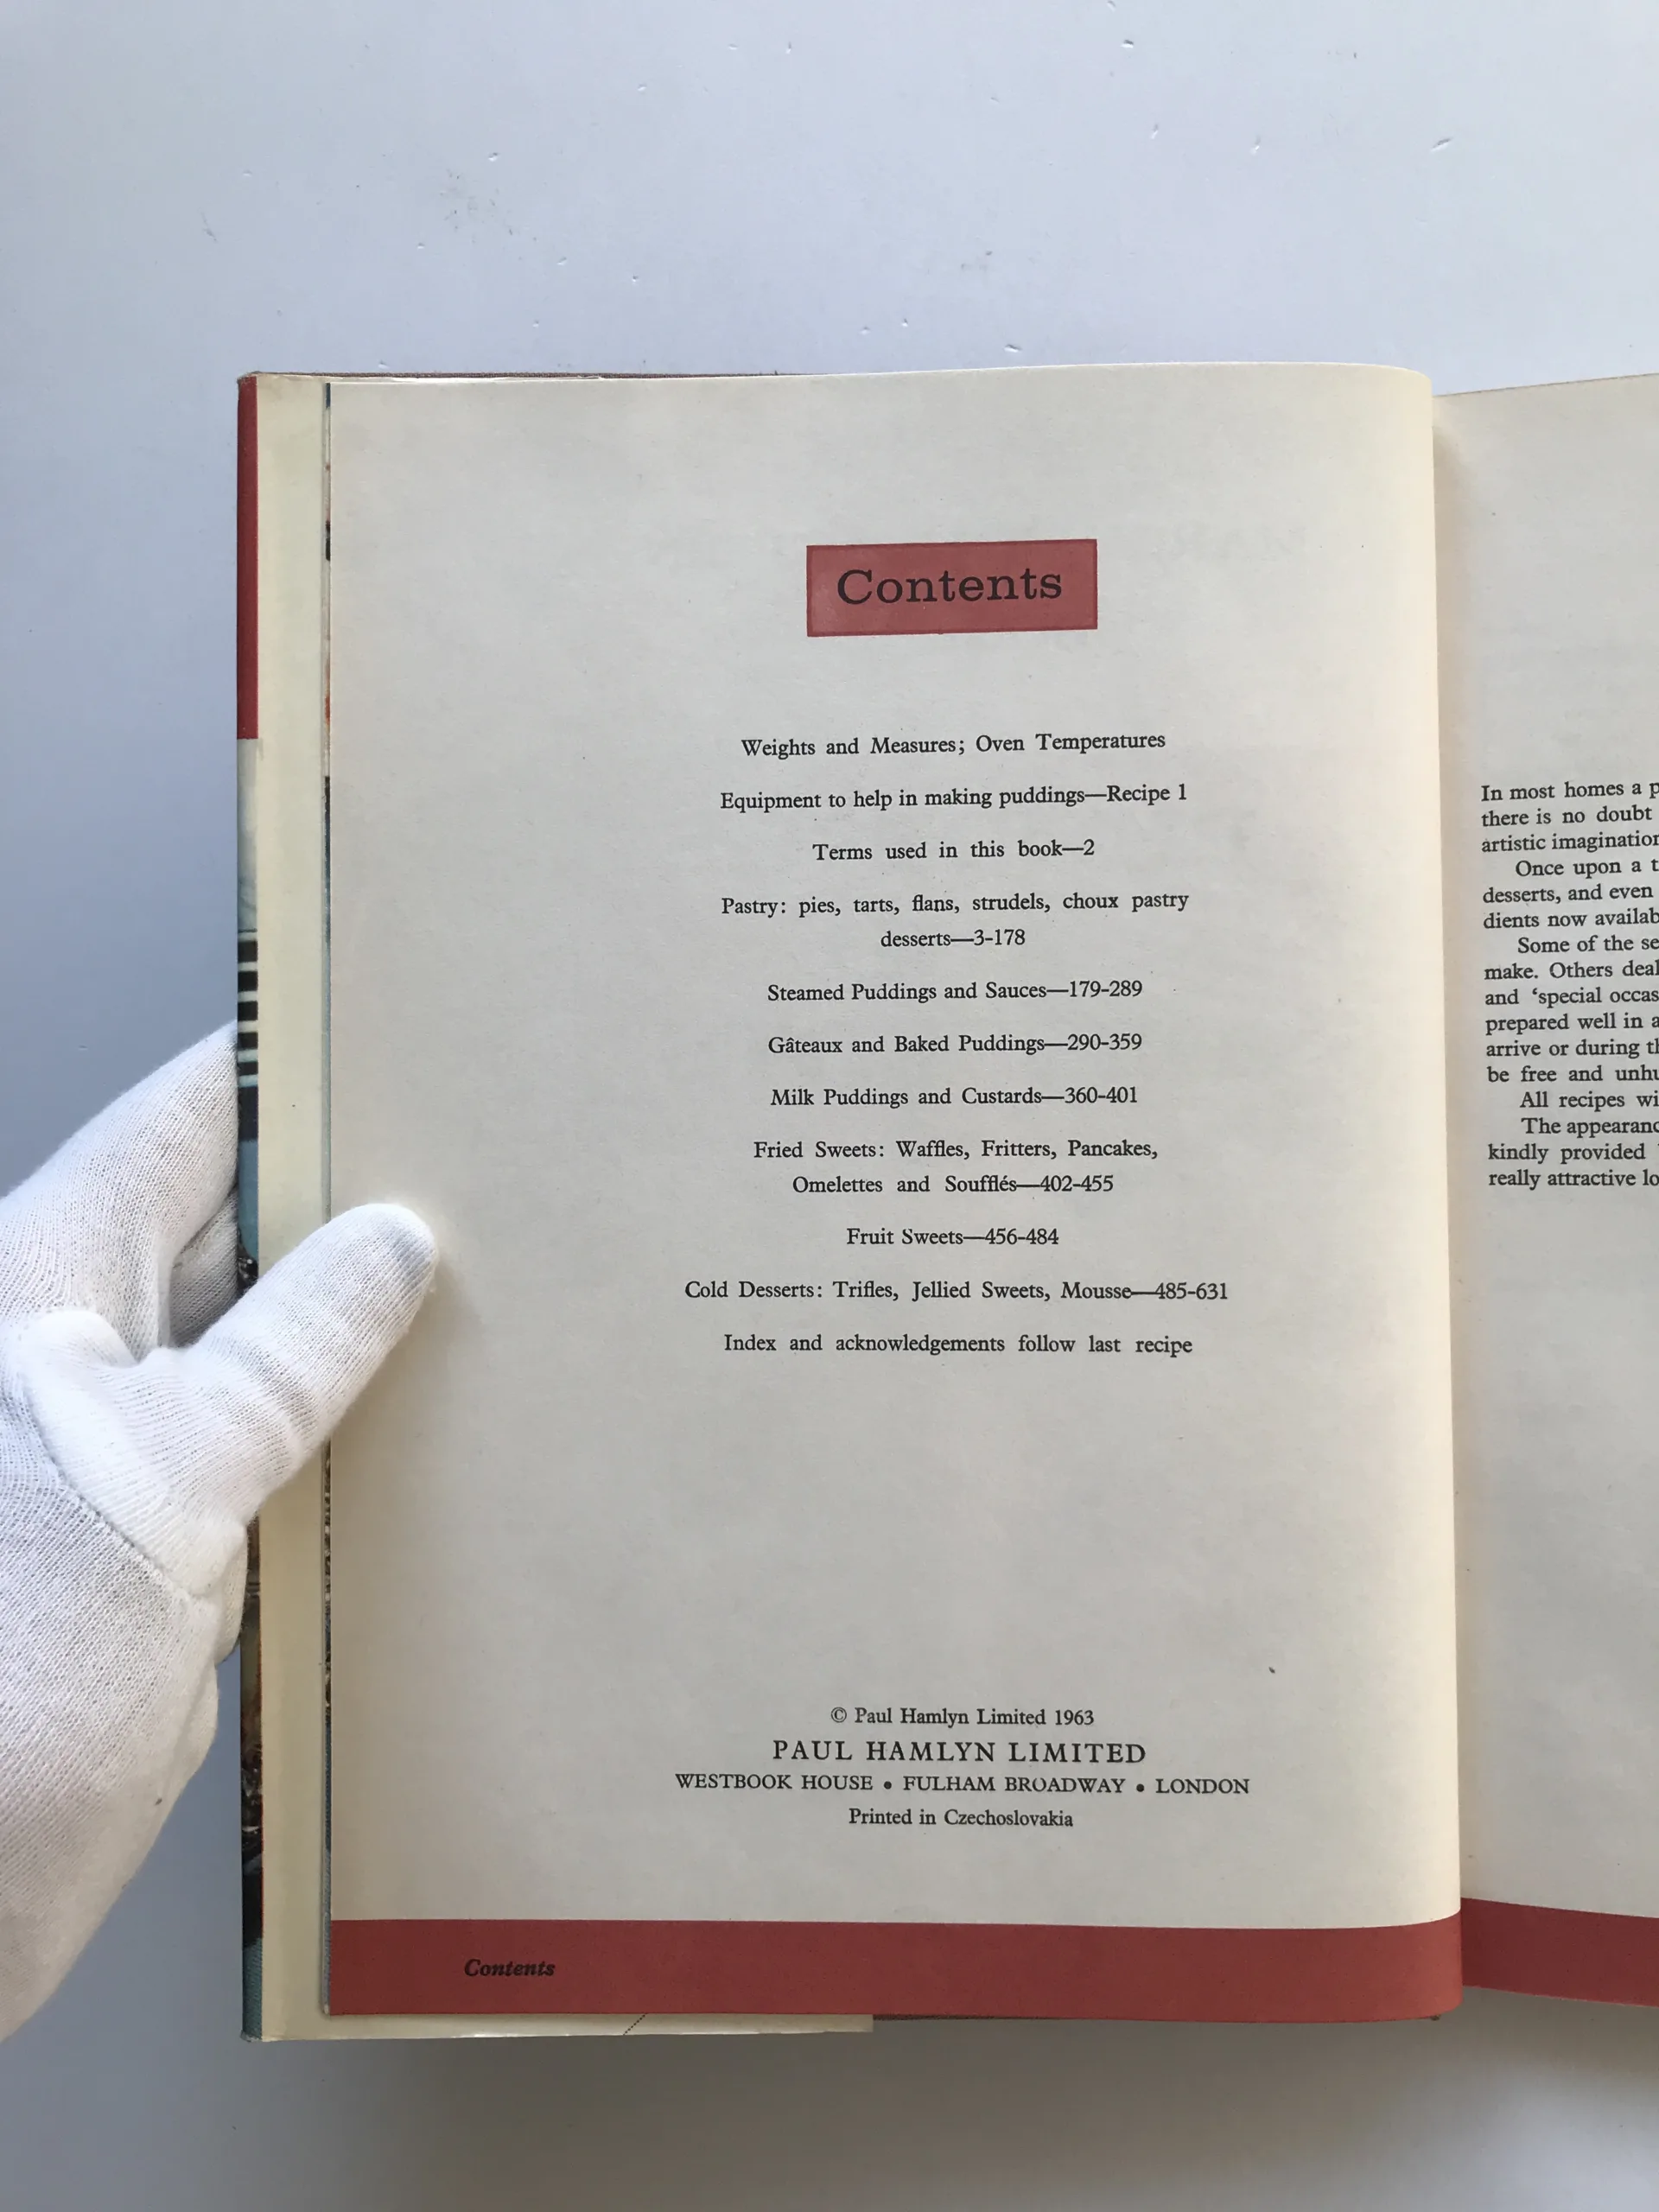 Contents
Weights and Measures; Oven Temperatures
Equipment to help in making puddings—Recipe 1
Terms used in this book—2
Pastry: pies, tarts, flans, strudels, choux pastry
desserts—3-178
Steamed Puddings and Sauces—179-289
Gâteaux and Baked Puddings—290-359
Milk Puddings and Custards—360-401
Fried Sweets: Waffles, Fritters, Pancakes,
Omelettes and Soufflés—402-455
Fruit Sweets—456-484
Cold Desserts: Trifles, Jellied Sweets, Mousse—485-631
Index and acknowledgements follow last recipe
© Paul Hamlyn Limited 1963
PAUL HAMLYN LIMITED
WESTBOOK HOUSE • FULHAM BROADWAY • LONDON
Printed in Czechoslovakia
Contents
In most homes a
there is no doubt
artistic
Once upon a
desserts, and even
dients now
Some of the
make. Others
and ‘special
prepared well in
arrive or during
be free and
All recipes
The
kindly provided
really attractive